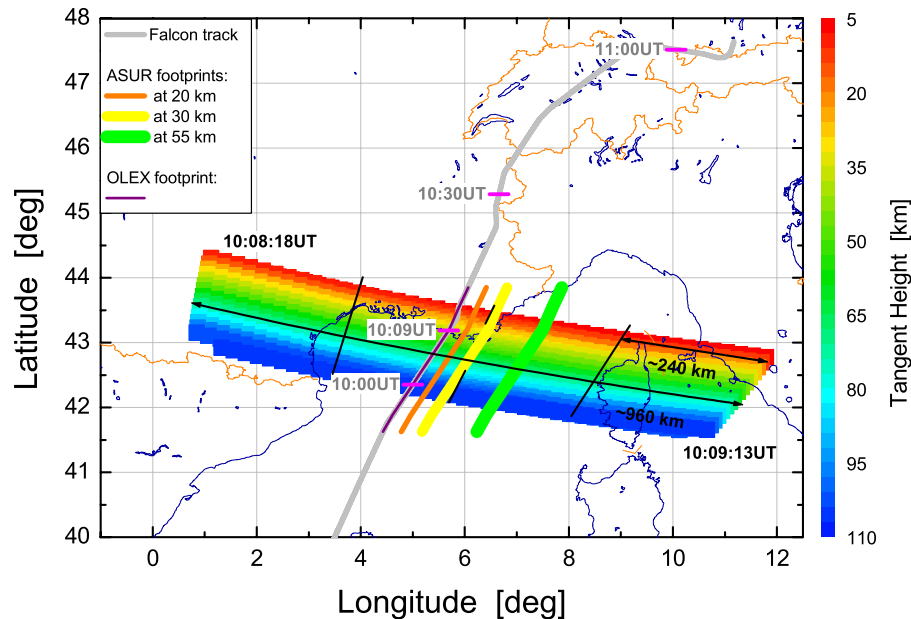 Falcon track
ASUR footprints:
at 20 km
at 30 km
at 55 km
OLEX footprint:
11:00UT
10:30UT
10:08:18UT
10:09UT
10:00UT
~240 km
~960 km
10:09:13UT
48
47
46
45
44
43
42
41
40
Latitude [deg]
0
2
4
6
8
10
12
Longitude [deg]
5
20
35
50
65
80
95
110
Tangent Height [km]